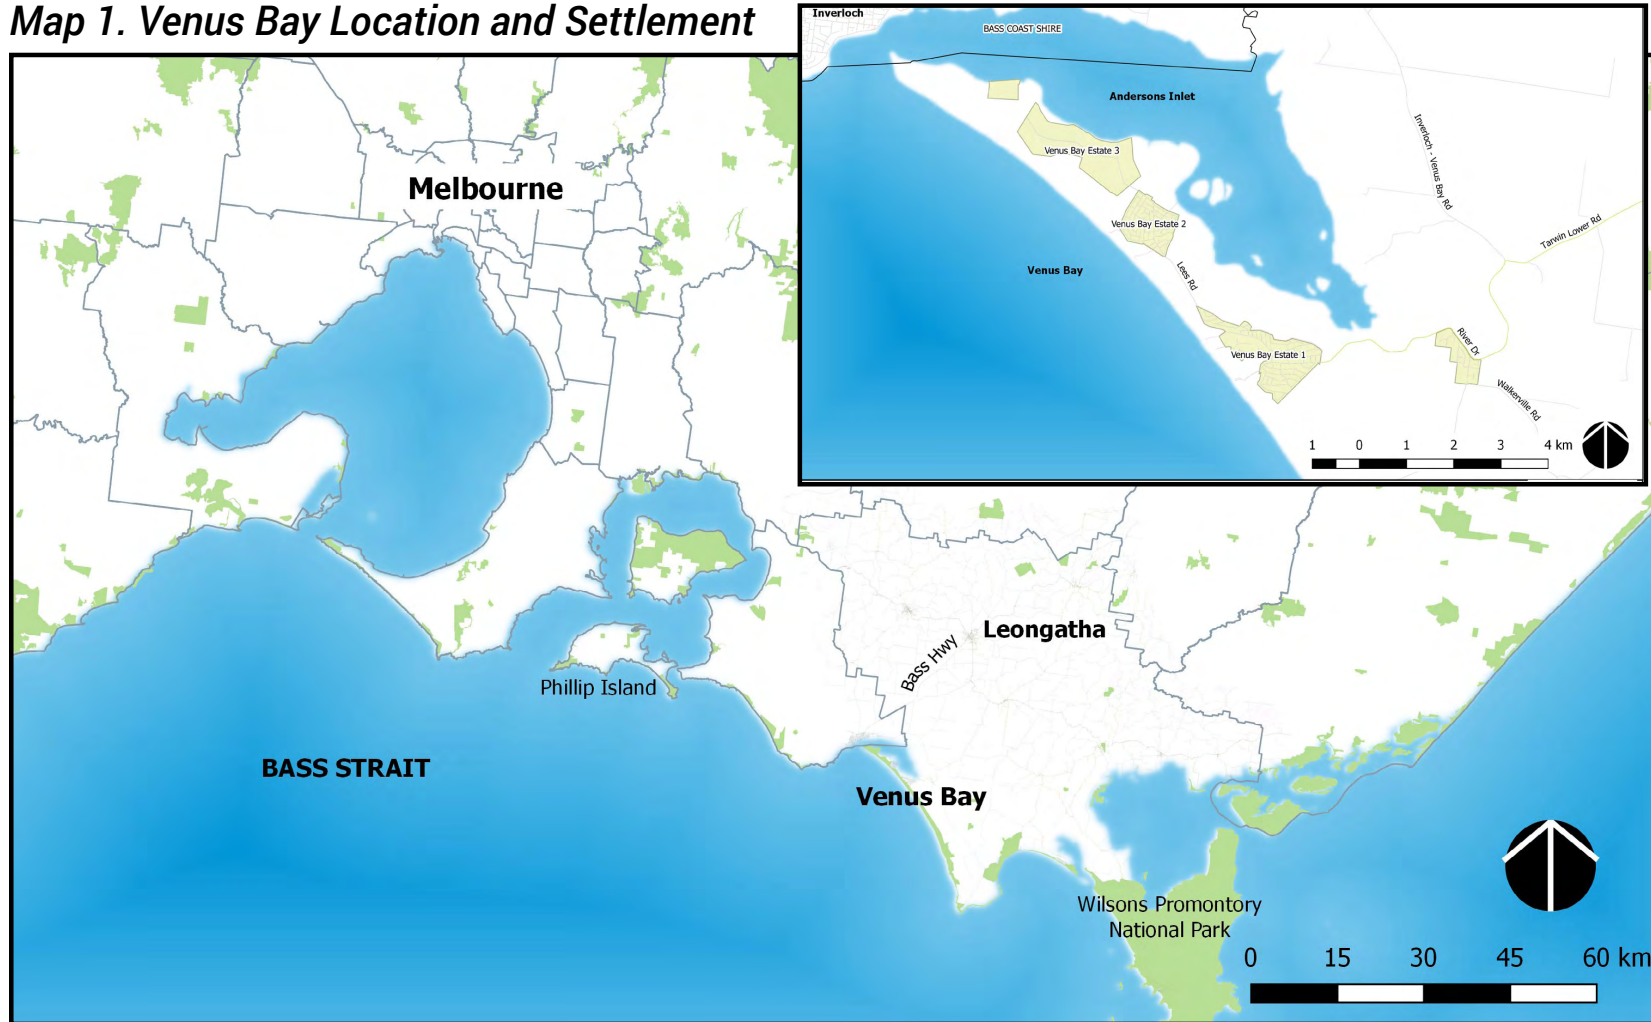 Map 1. Venus Bay Location and Settlement
Inverloch
BASS COAST SHIRE
Andersons Inlet
Inverloch - Venus Bay Rd
Venus Bay Estate 3
Venus Bay Estate 2
Tarwin Lower Rd
Venus Bay
Lees Rd
Venus Bay Estate 1
River Dr
Walkerville Rd
1 0 1 2 3 4 km
Melbourne
Leongatha
Bass Hwy
Phillip Island
BASS STRAIT
Venus Bay
Wilsons Promontory
National Park
0 15 30 45 60 km